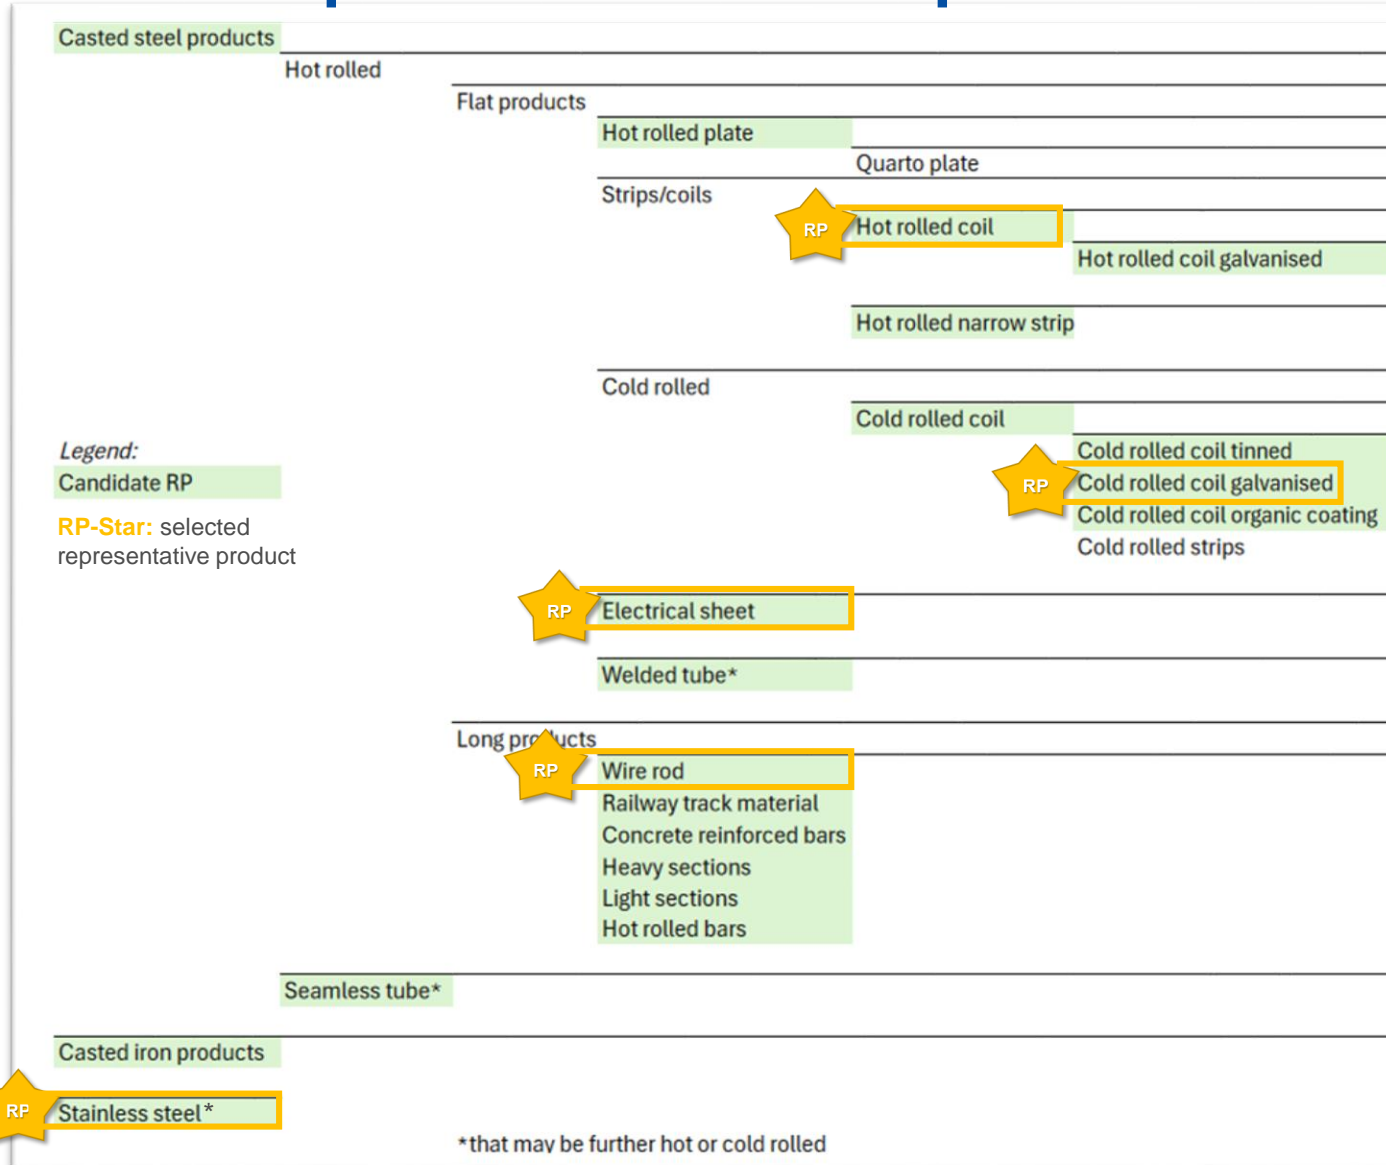 Casted steel products
Hot rolled
Flat products
Hot rolled plate
Quarto plate
Strips/coils
RP Hot rolled coil
Hot rolled coil galvanised
Hot rolled narrow strip
Cold rolled
Cold rolled coil
Legend:
Cold rolled coil tinned
Candidate RP
RP Cold rolled coil galvanised
Cold rolled coil organic coating
RP-Star: selected
representative product
Cold rolled strips
RP Electrical sheet
Welded tube*
Long products
RP Wire rod
Railway track material
Concrete reinforced bars
Heavy sections
Light sections
Hot rolled bars
Seamless tube*
Casted iron products
RP Stainless steel*
*that may be further hot or cold rolled